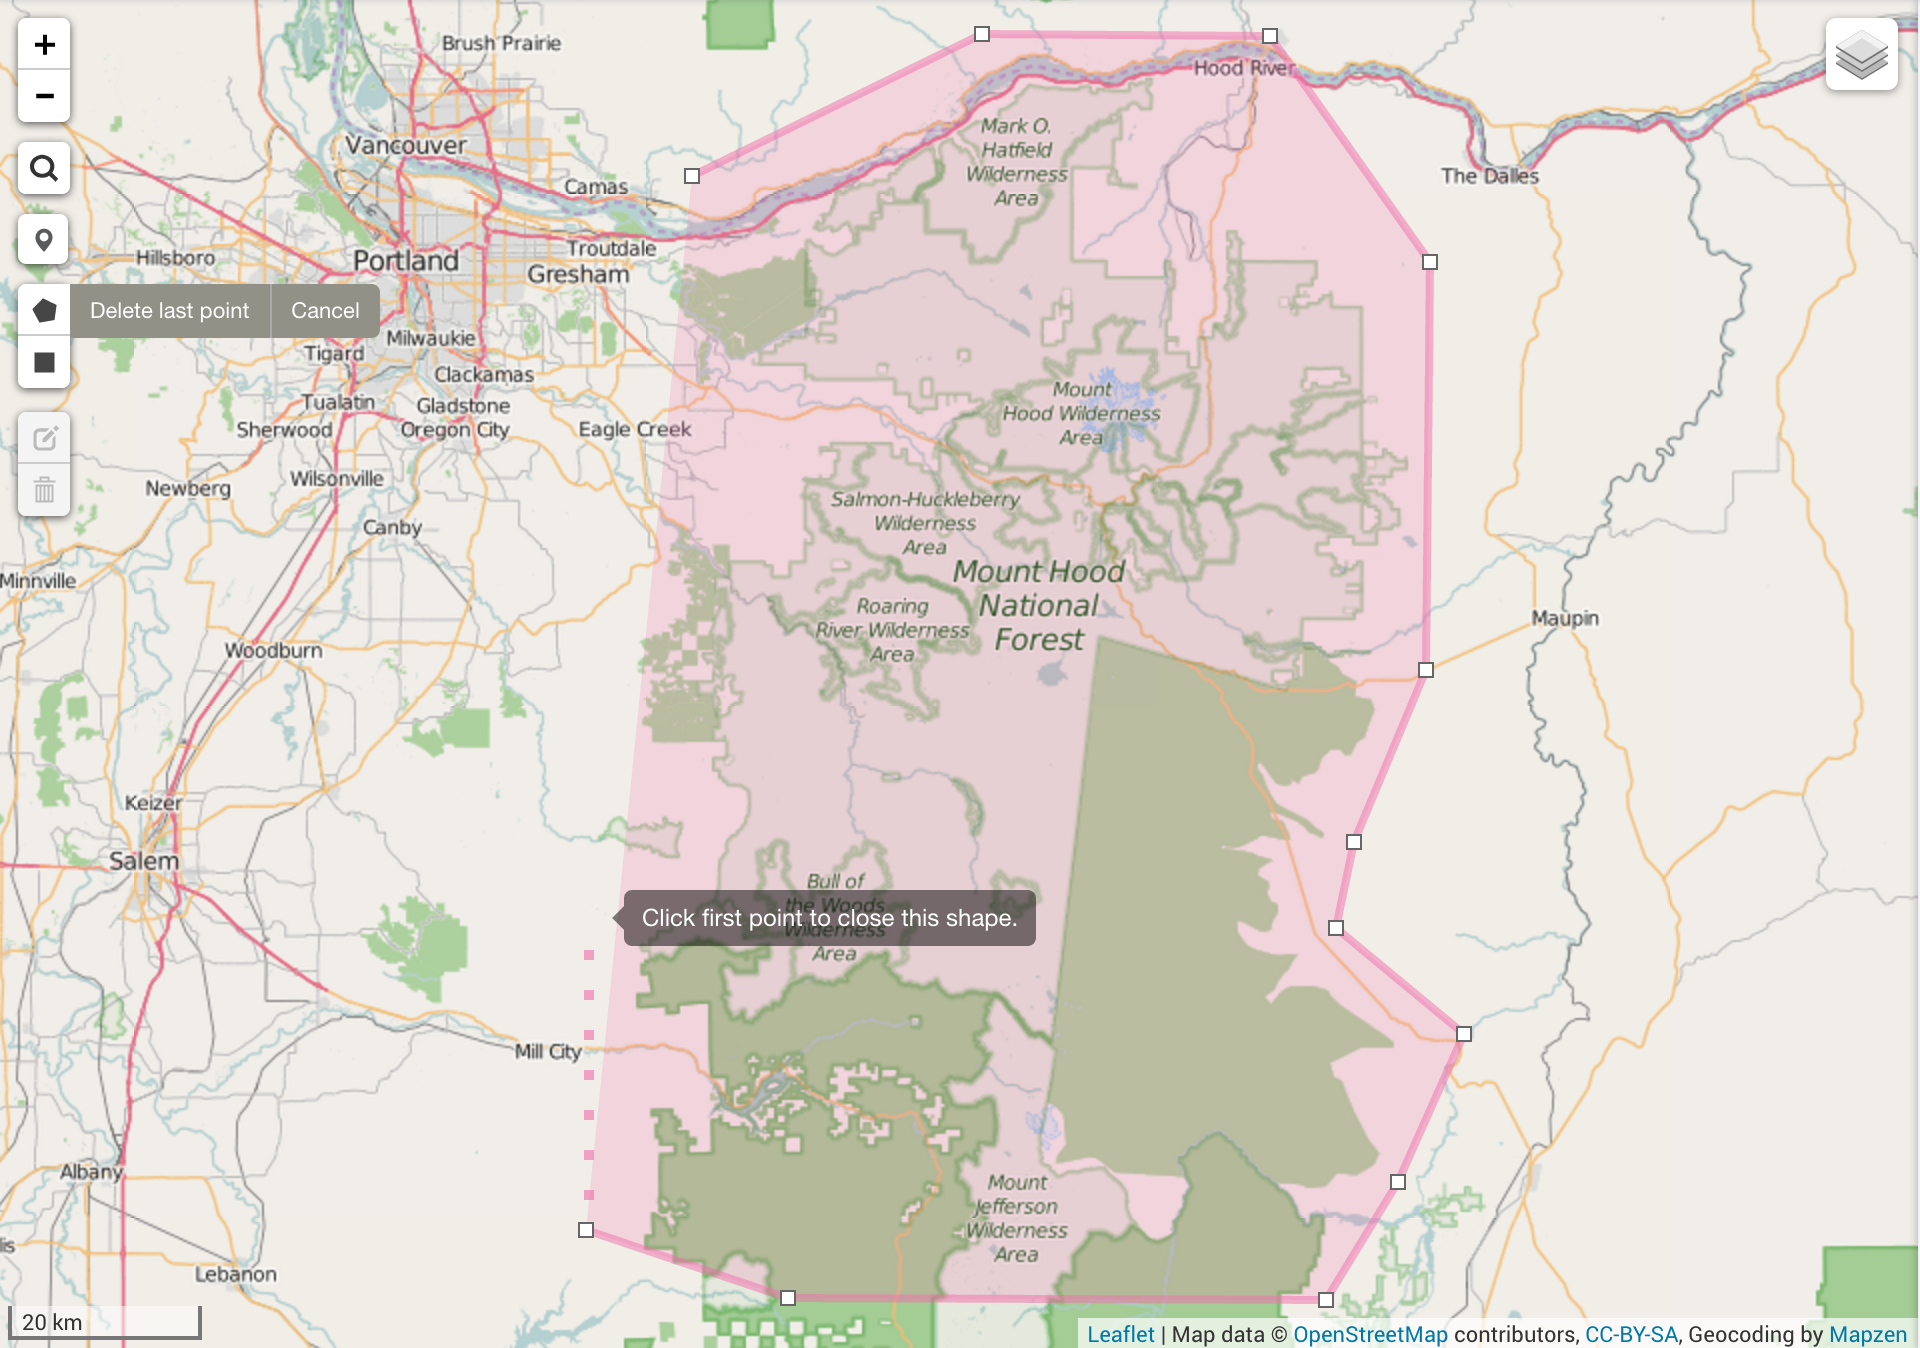 +
−
Brush Prairie
Hood River
Vancouver
Mark O.
Hatfield
Wilderness
Area
The Dalles
Camas
Troutdale
Hillsboro
Portland
Gresham
Delete last point
Cancel
Milwaukie
Tigard
Clackamas
Mount
Hood Wilderness
Area
Tualatin
Gladstone
Sherwood
Oregon City
Eagle Creek
Wilsonville
Newberg
Salmon-Huckleberry
Wilderness
Area
Canby
Mount Hood
National
Forest
Minnville
Roaring
River Wilderness
Area
Maupin
Woodburn
Keizer
Salem
Bull of
the Woods
Wilderness
Area
Click first point to close this shape.
Mill City
Albany
Mount
Jefferson
Wilderness
Area
lis
Lebanon
20 km
Leaflet | Map data © OpenStreetMap contributors, CC-BY-SA, Geocoding by Mapzen